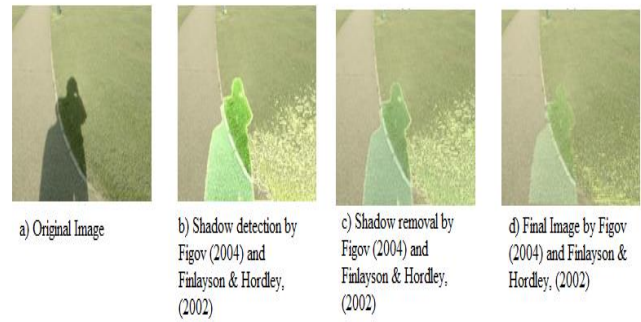 a) Original Image
b) Shadow detection by
Figov (2004) and
Finlayson & Hordley,
(2002)
c) Shadow removal by
Figov (2004) and
Finlayson & Hordley,
(2002)
d) Final Image by Figov
(2004) and Finlayson &
Hordley, (2002)